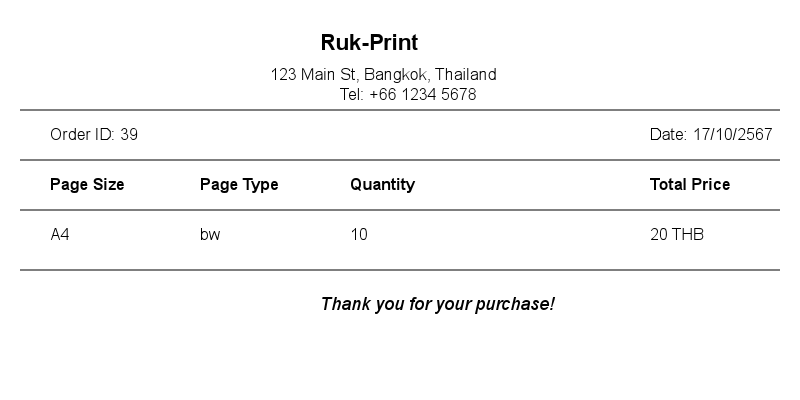 Ruk-Print
123 Main St, Bangkok, Thailand
Tel: +66 1234 5678
Order ID: 39 Date: 17/10/2567
Page Size Page Type Quantity Total Price
A4 bw 10 20 THB
Thank you for your purchase!